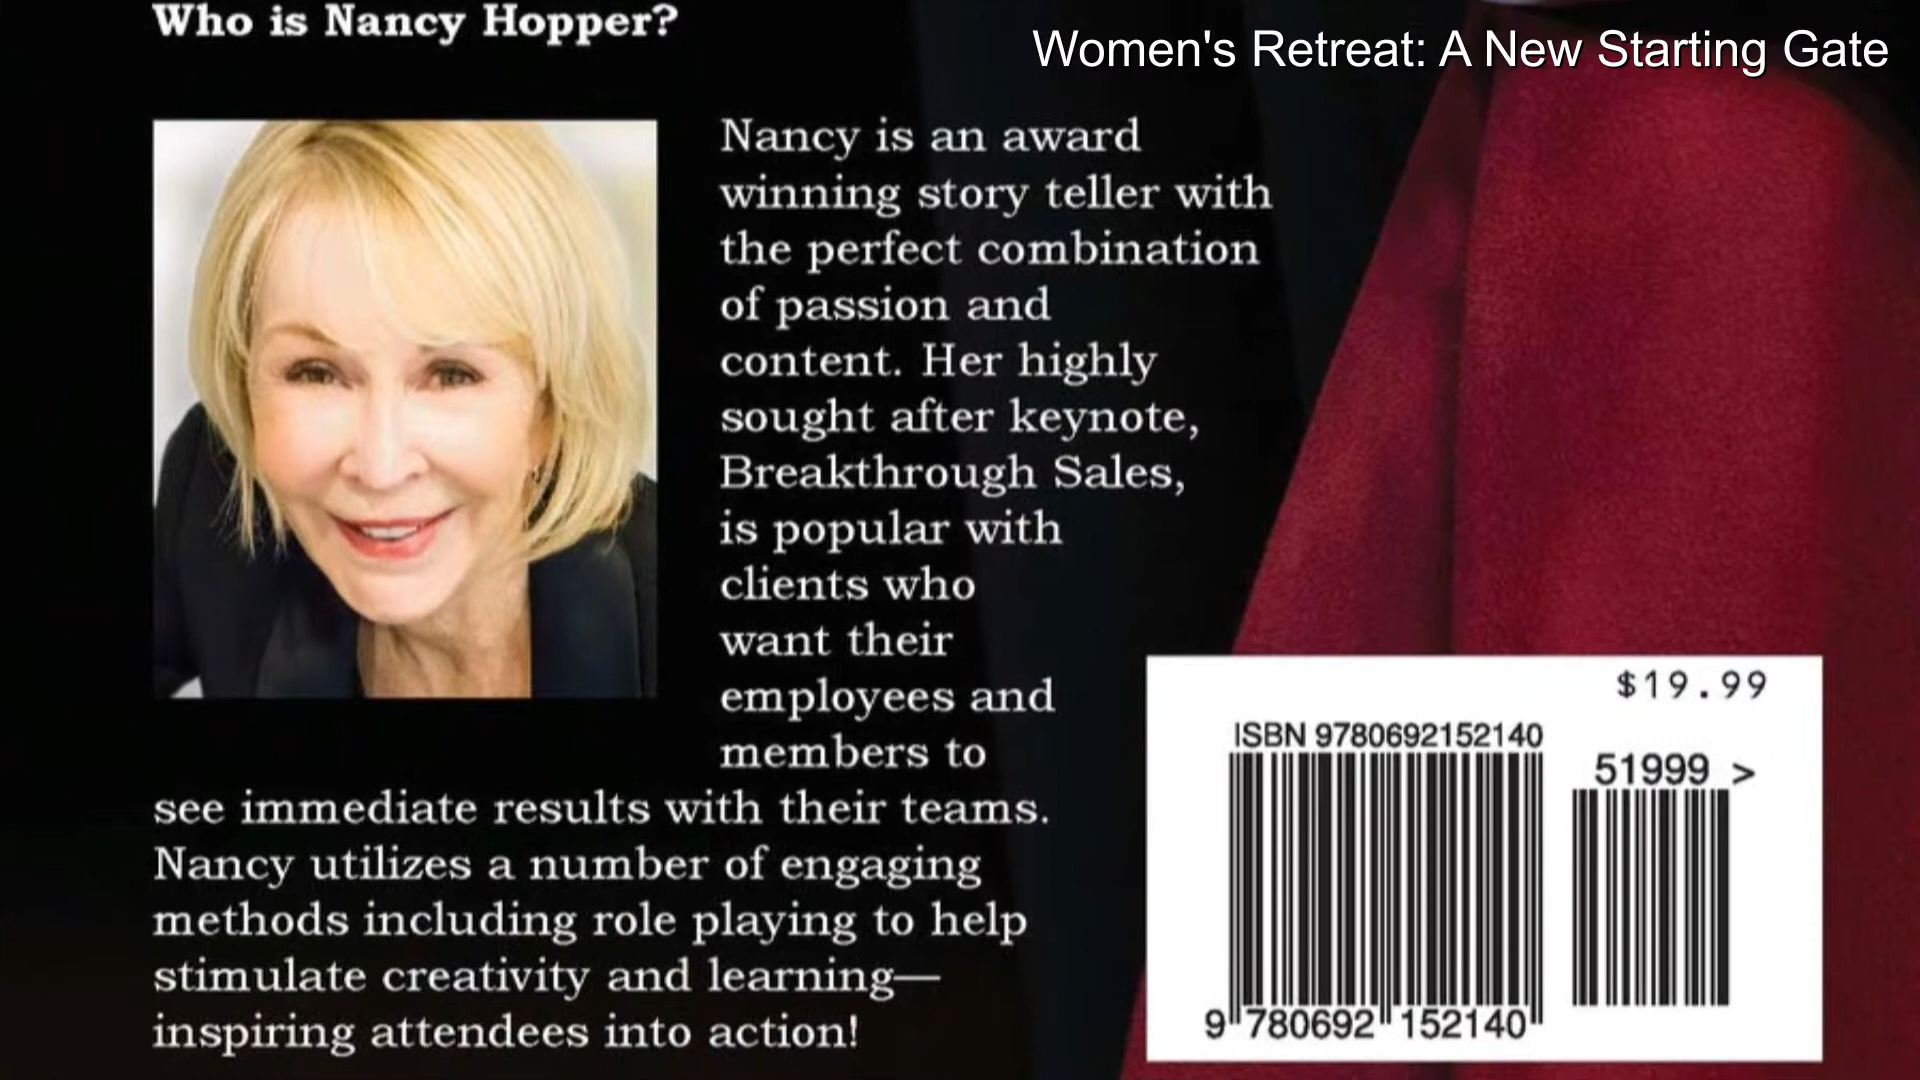 Who is Nancy Hopper?
Women's Retreat: A New Starting Gate
Nancy is an award
winning story teller with
the perfect combination
of passion and
content. Her highly
sought after keynote,
Breakthrough Sales,
is popular with
clients who
want their
employees and
members to
see immediate results with their teams.
Nancy utilizes a number of engaging
methods including role playing to help
stimulate creativity and learning—
inspiring attendees into action!
$19.99
ISBN 9780692152140
51999 >
9 780692 152140